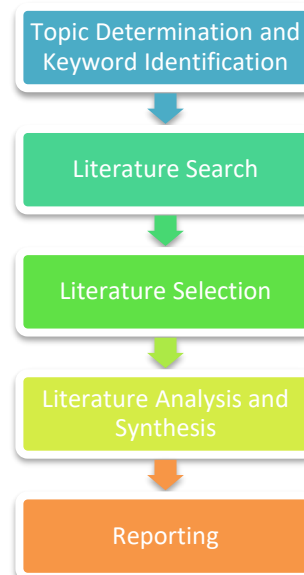 Topic Determination and
Keyword Identification
Literature Search
Literature Selection
Literature Analysis and
Synthesis
Reporting